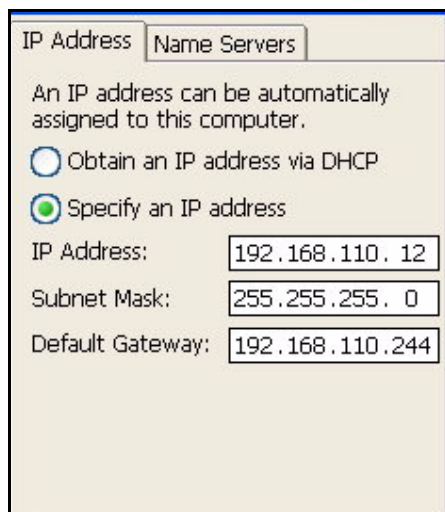 IP Address Name Servers
An IP address can be automatically
assigned to this computer.
Obtain an IP address via DHCP
Specify an IP address
IP Address: 192.168.110. 12
Subnet Mask: 255.255.255. 0
Default Gateway: 192.168.110.244